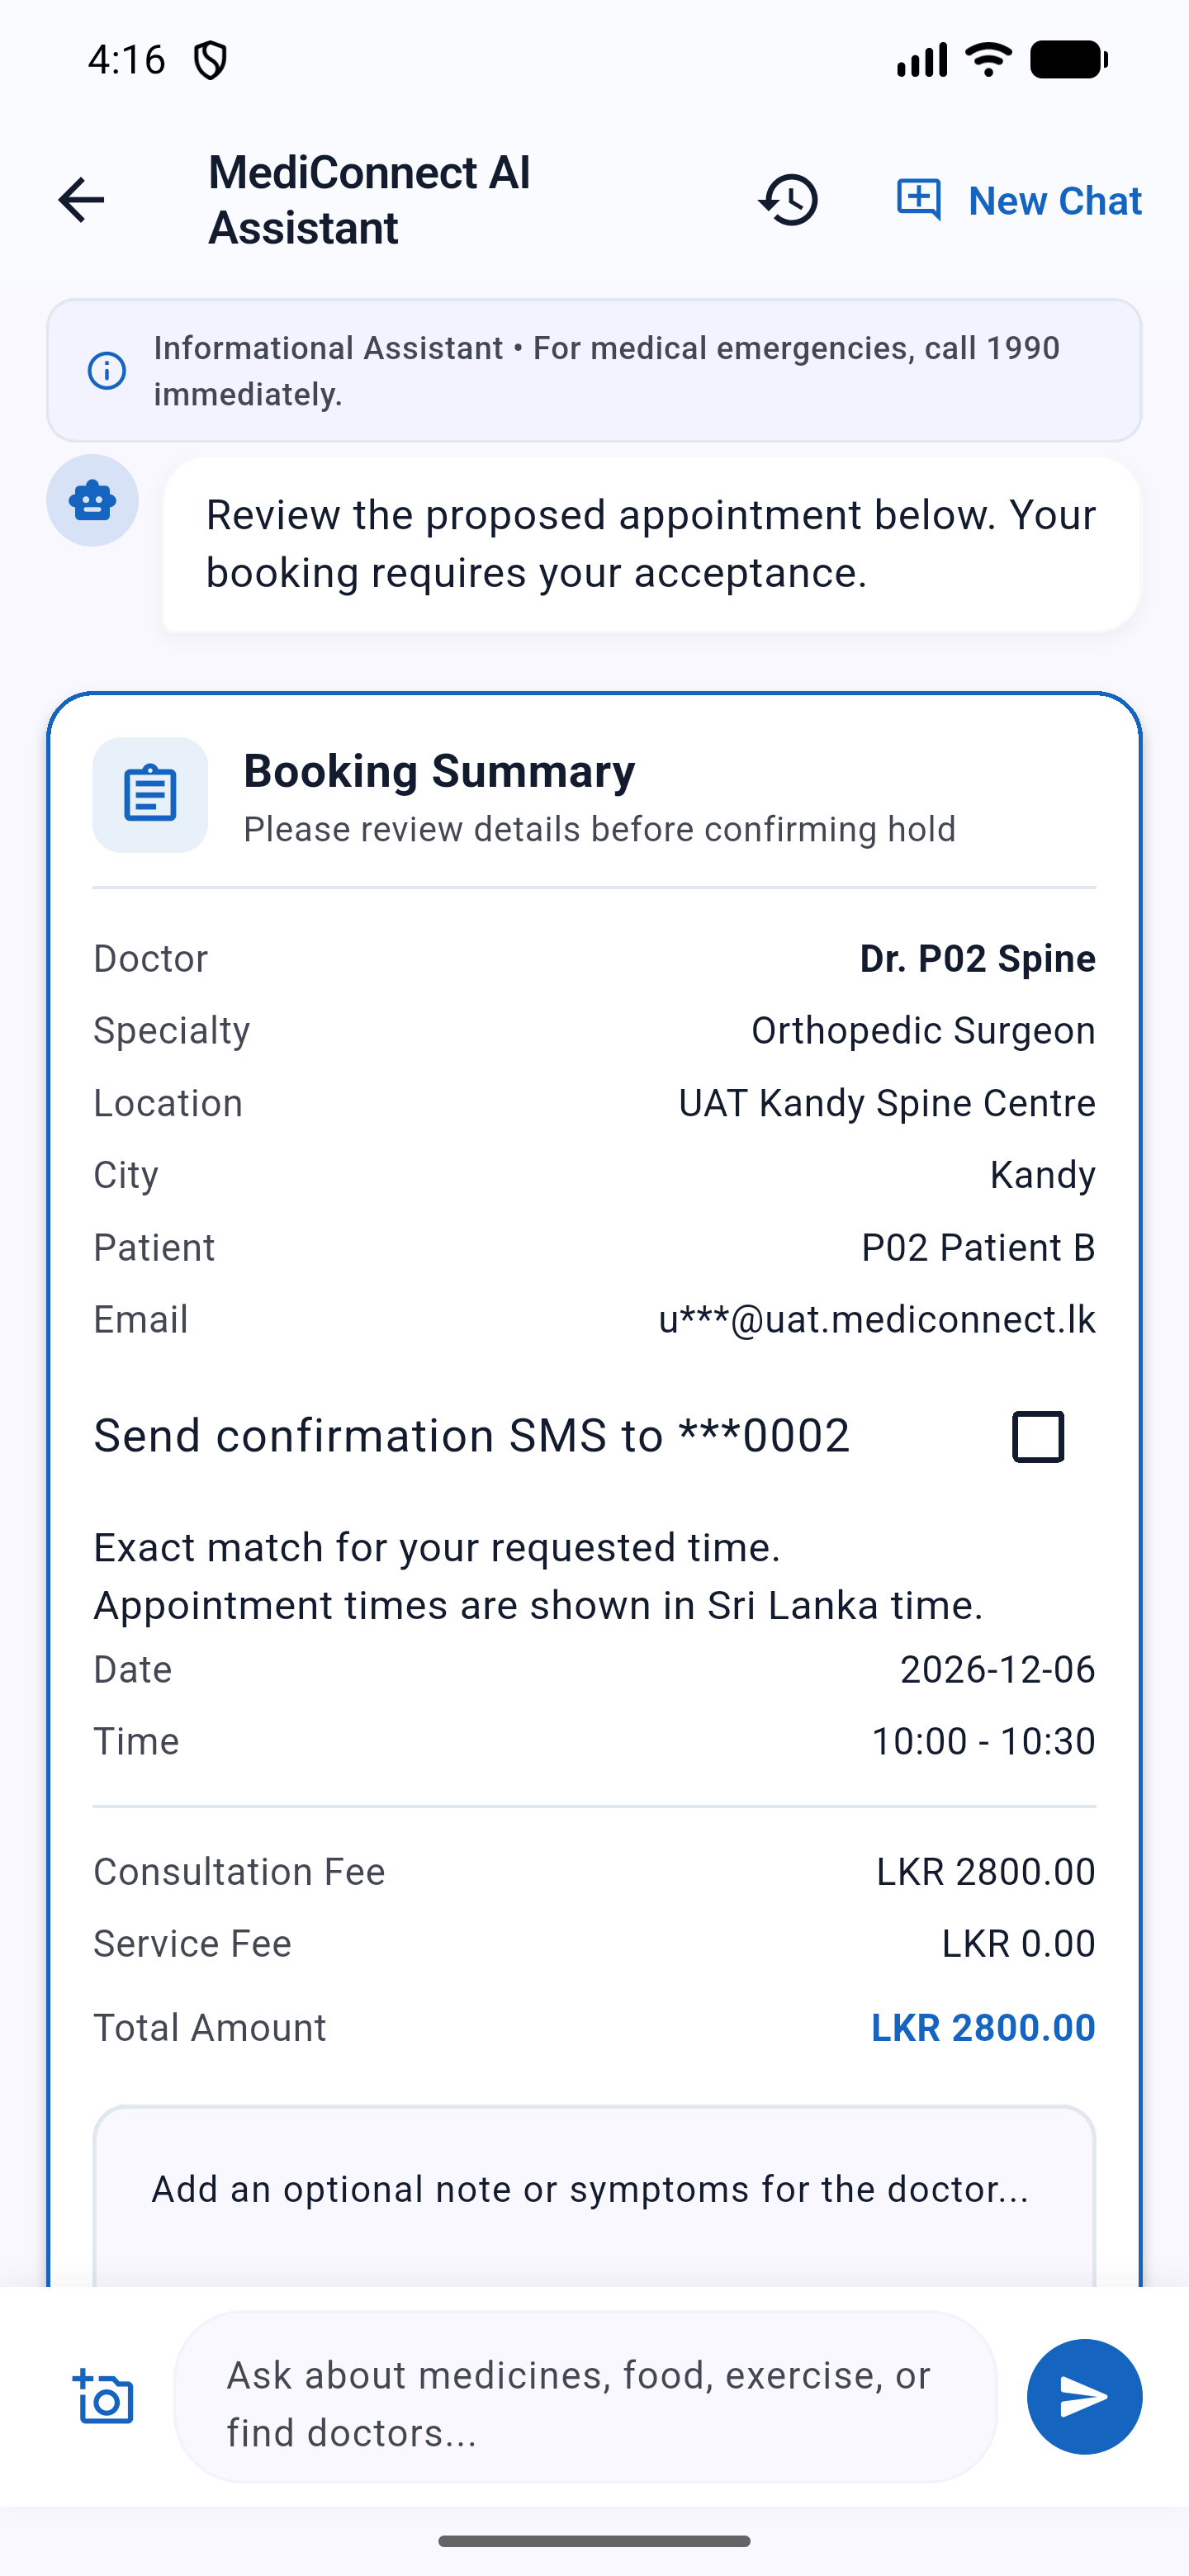 4:16
MediConnect AI
Assistant
New Chat
Informational Assistant • For medical emergencies, call 1990
immediately.
Review the proposed appointment below. Your
booking requires your acceptance.
Booking Summary
Please review details before confirming hold
Doctor Dr. P02 Spine
Specialty Orthopedic Surgeon
Location UAT Kandy Spine Centre
City Kandy
Patient P02 Patient B
Email u***@uat.mediconnect.lk
Send confirmation SMS to ***0002
Exact match for your requested time.
Appointment times are shown in Sri Lanka time.
Date 2026-12-06
Time 10:00 - 10:30
Consultation Fee LKR 2800.00
Service Fee LKR 0.00
Total Amount LKR 2800.00
Add an optional note or symptoms for the doctor...
Ask about medicines, food, exercise, or
find doctors...